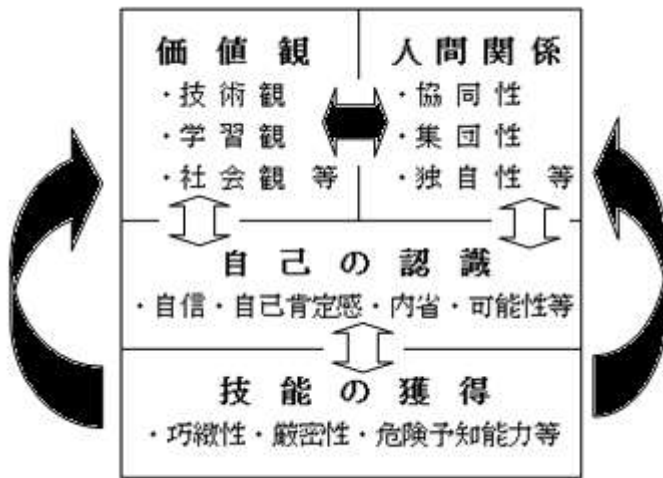 価値観
・技術観
・学習観
・社会観 等
人間関係
・協同性
・集団性
・独自性 等
自己の認識
・自信・自己肯定感・内省・可能性等
技能の獲得
・巧緻性・厳密性・危険予知能力等